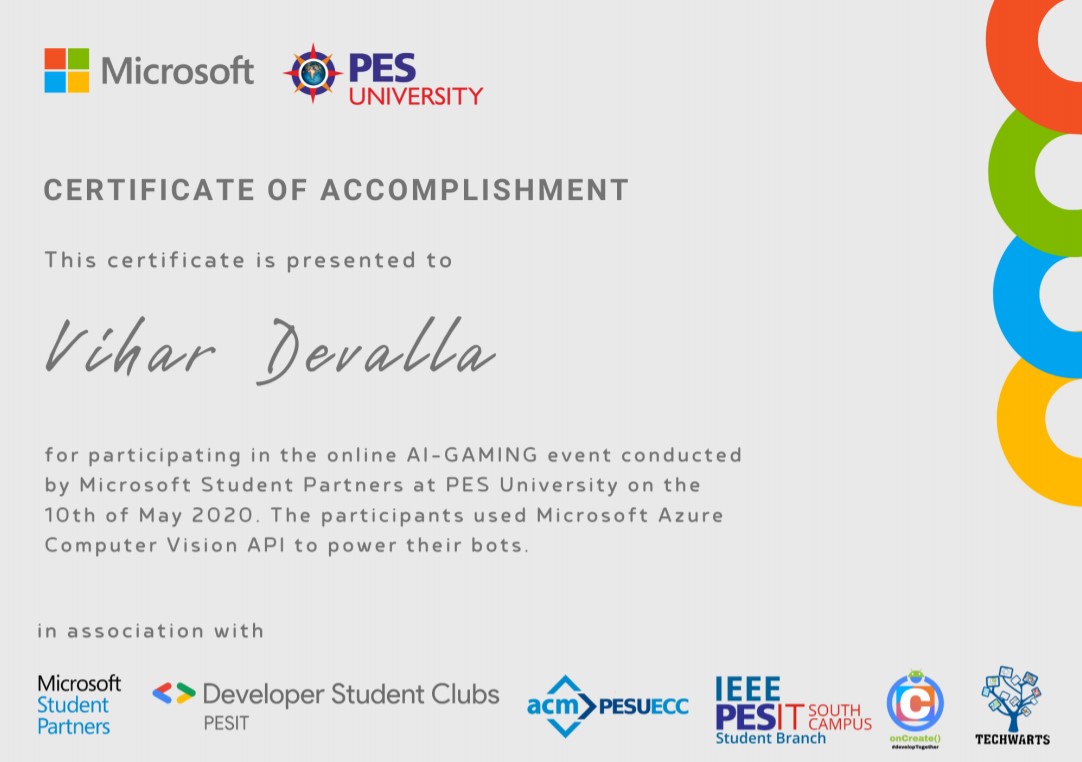 Microsoft
PES
UNIVERSITY
CERTIFICATE OF ACCOMPLISHMENT
This certificate is presented to
Vihar Devalla
for participating in the online AI-GAMING event conducted
by Microsoft Student Partners at PES University on the
10th of May 2020. The participants used Microsoft Azure
Computer Vision API to power their bots.
in association with
Microsoft
Student
Partners
Developer Student Clubs
PESIT
acm PESUECC
IEEE
PESIT SOUTH CAMPUS
Student Branch
C
onCreate()
#developTogether
TECHWARTS